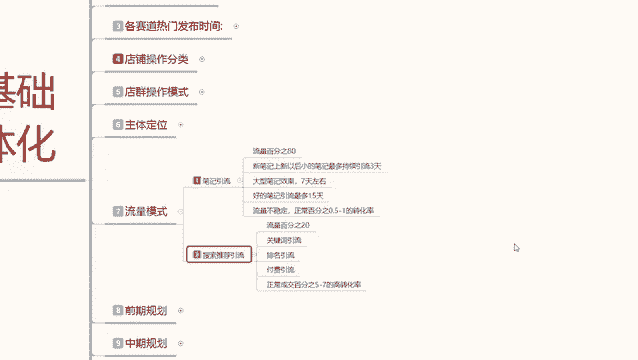 基础
体化
3 各赛道热门发布时间:
4 店铺操作分类
5 店群操作模式
6 主体定位
7 流量模式
1 笔记引流
流量百分之80
新笔记上新以后小的笔记最多持续引流3天
大型笔记效果，7天左右
好的笔记引流最多15天
流量不稳定，正常百分之0.5-1的转化率
2 搜索推荐引流
流量百分之20
关键词引流
排名引流
付费引流
正常成交百分之5-7的高转化率
8 前期规划
9 中期规划